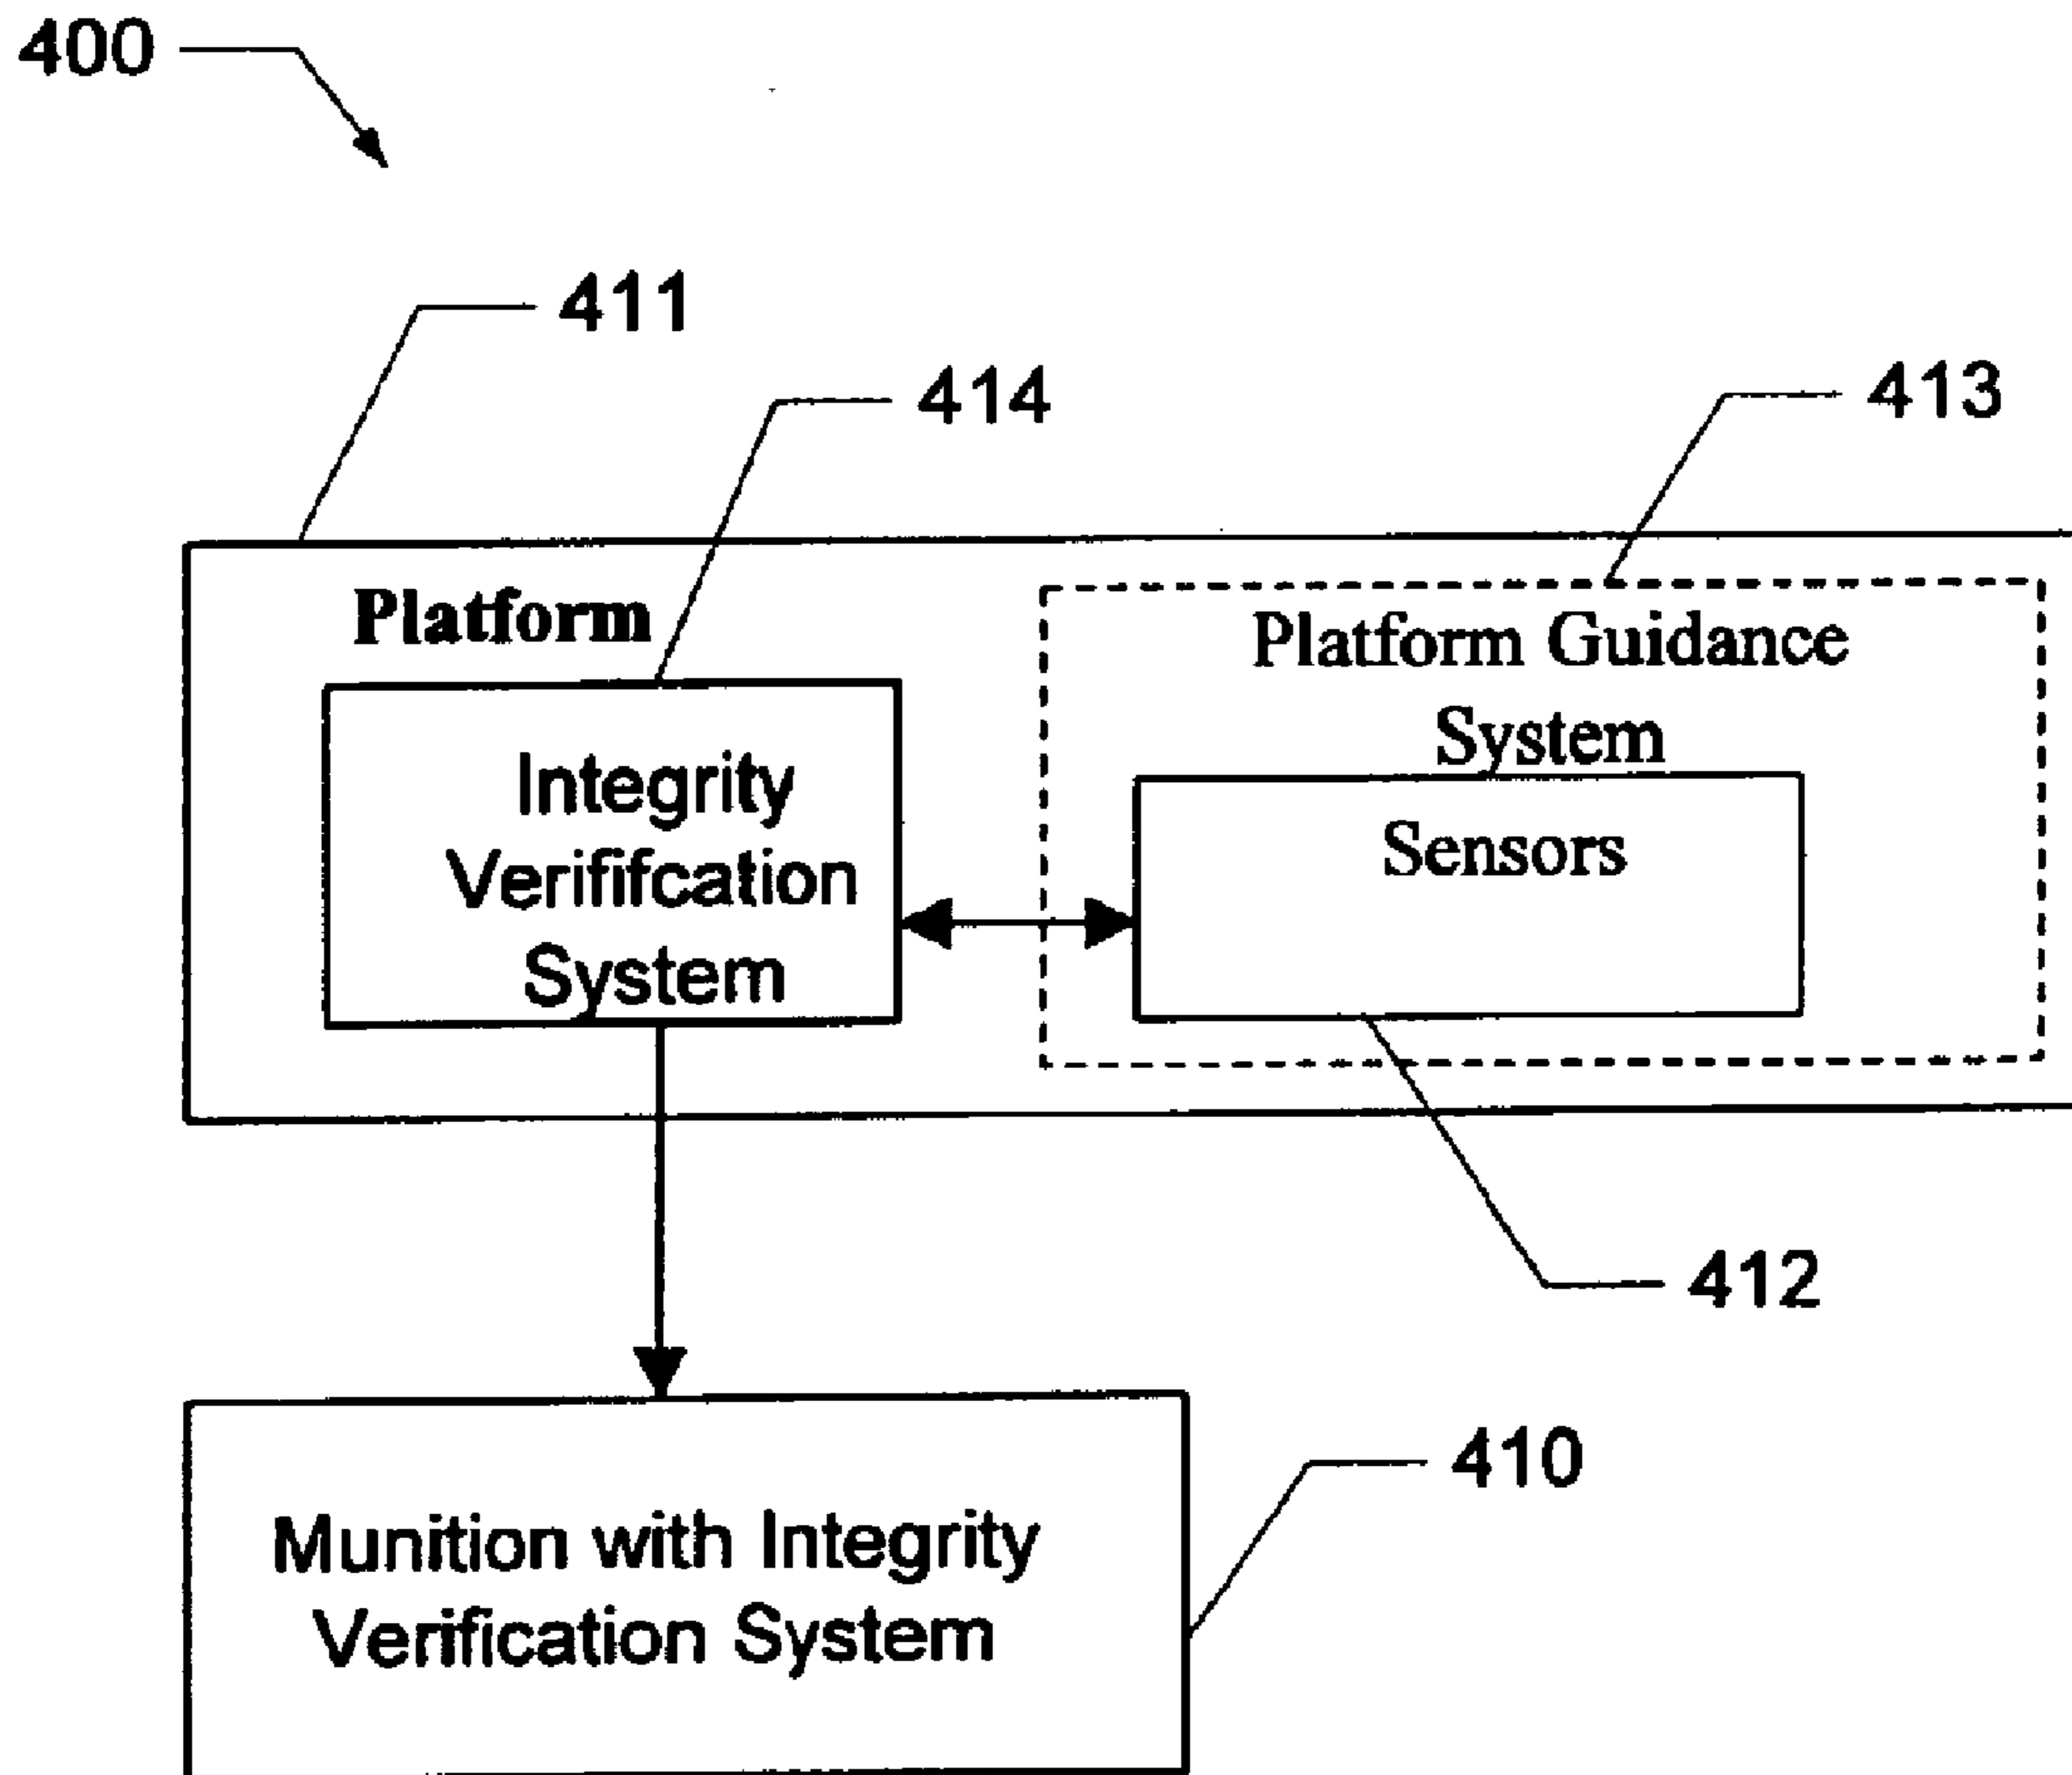 400
411
414
413
Platform
Platform Guidance
System
Integrity
Verififcation
System
Sensors
412
410
Munition with Integrity
Verification System